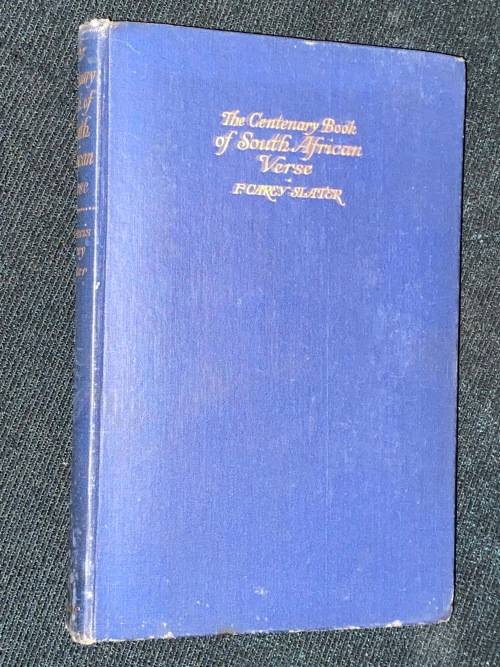 The Centenary Book
of South African
Verse
F. CAREY-SLATER